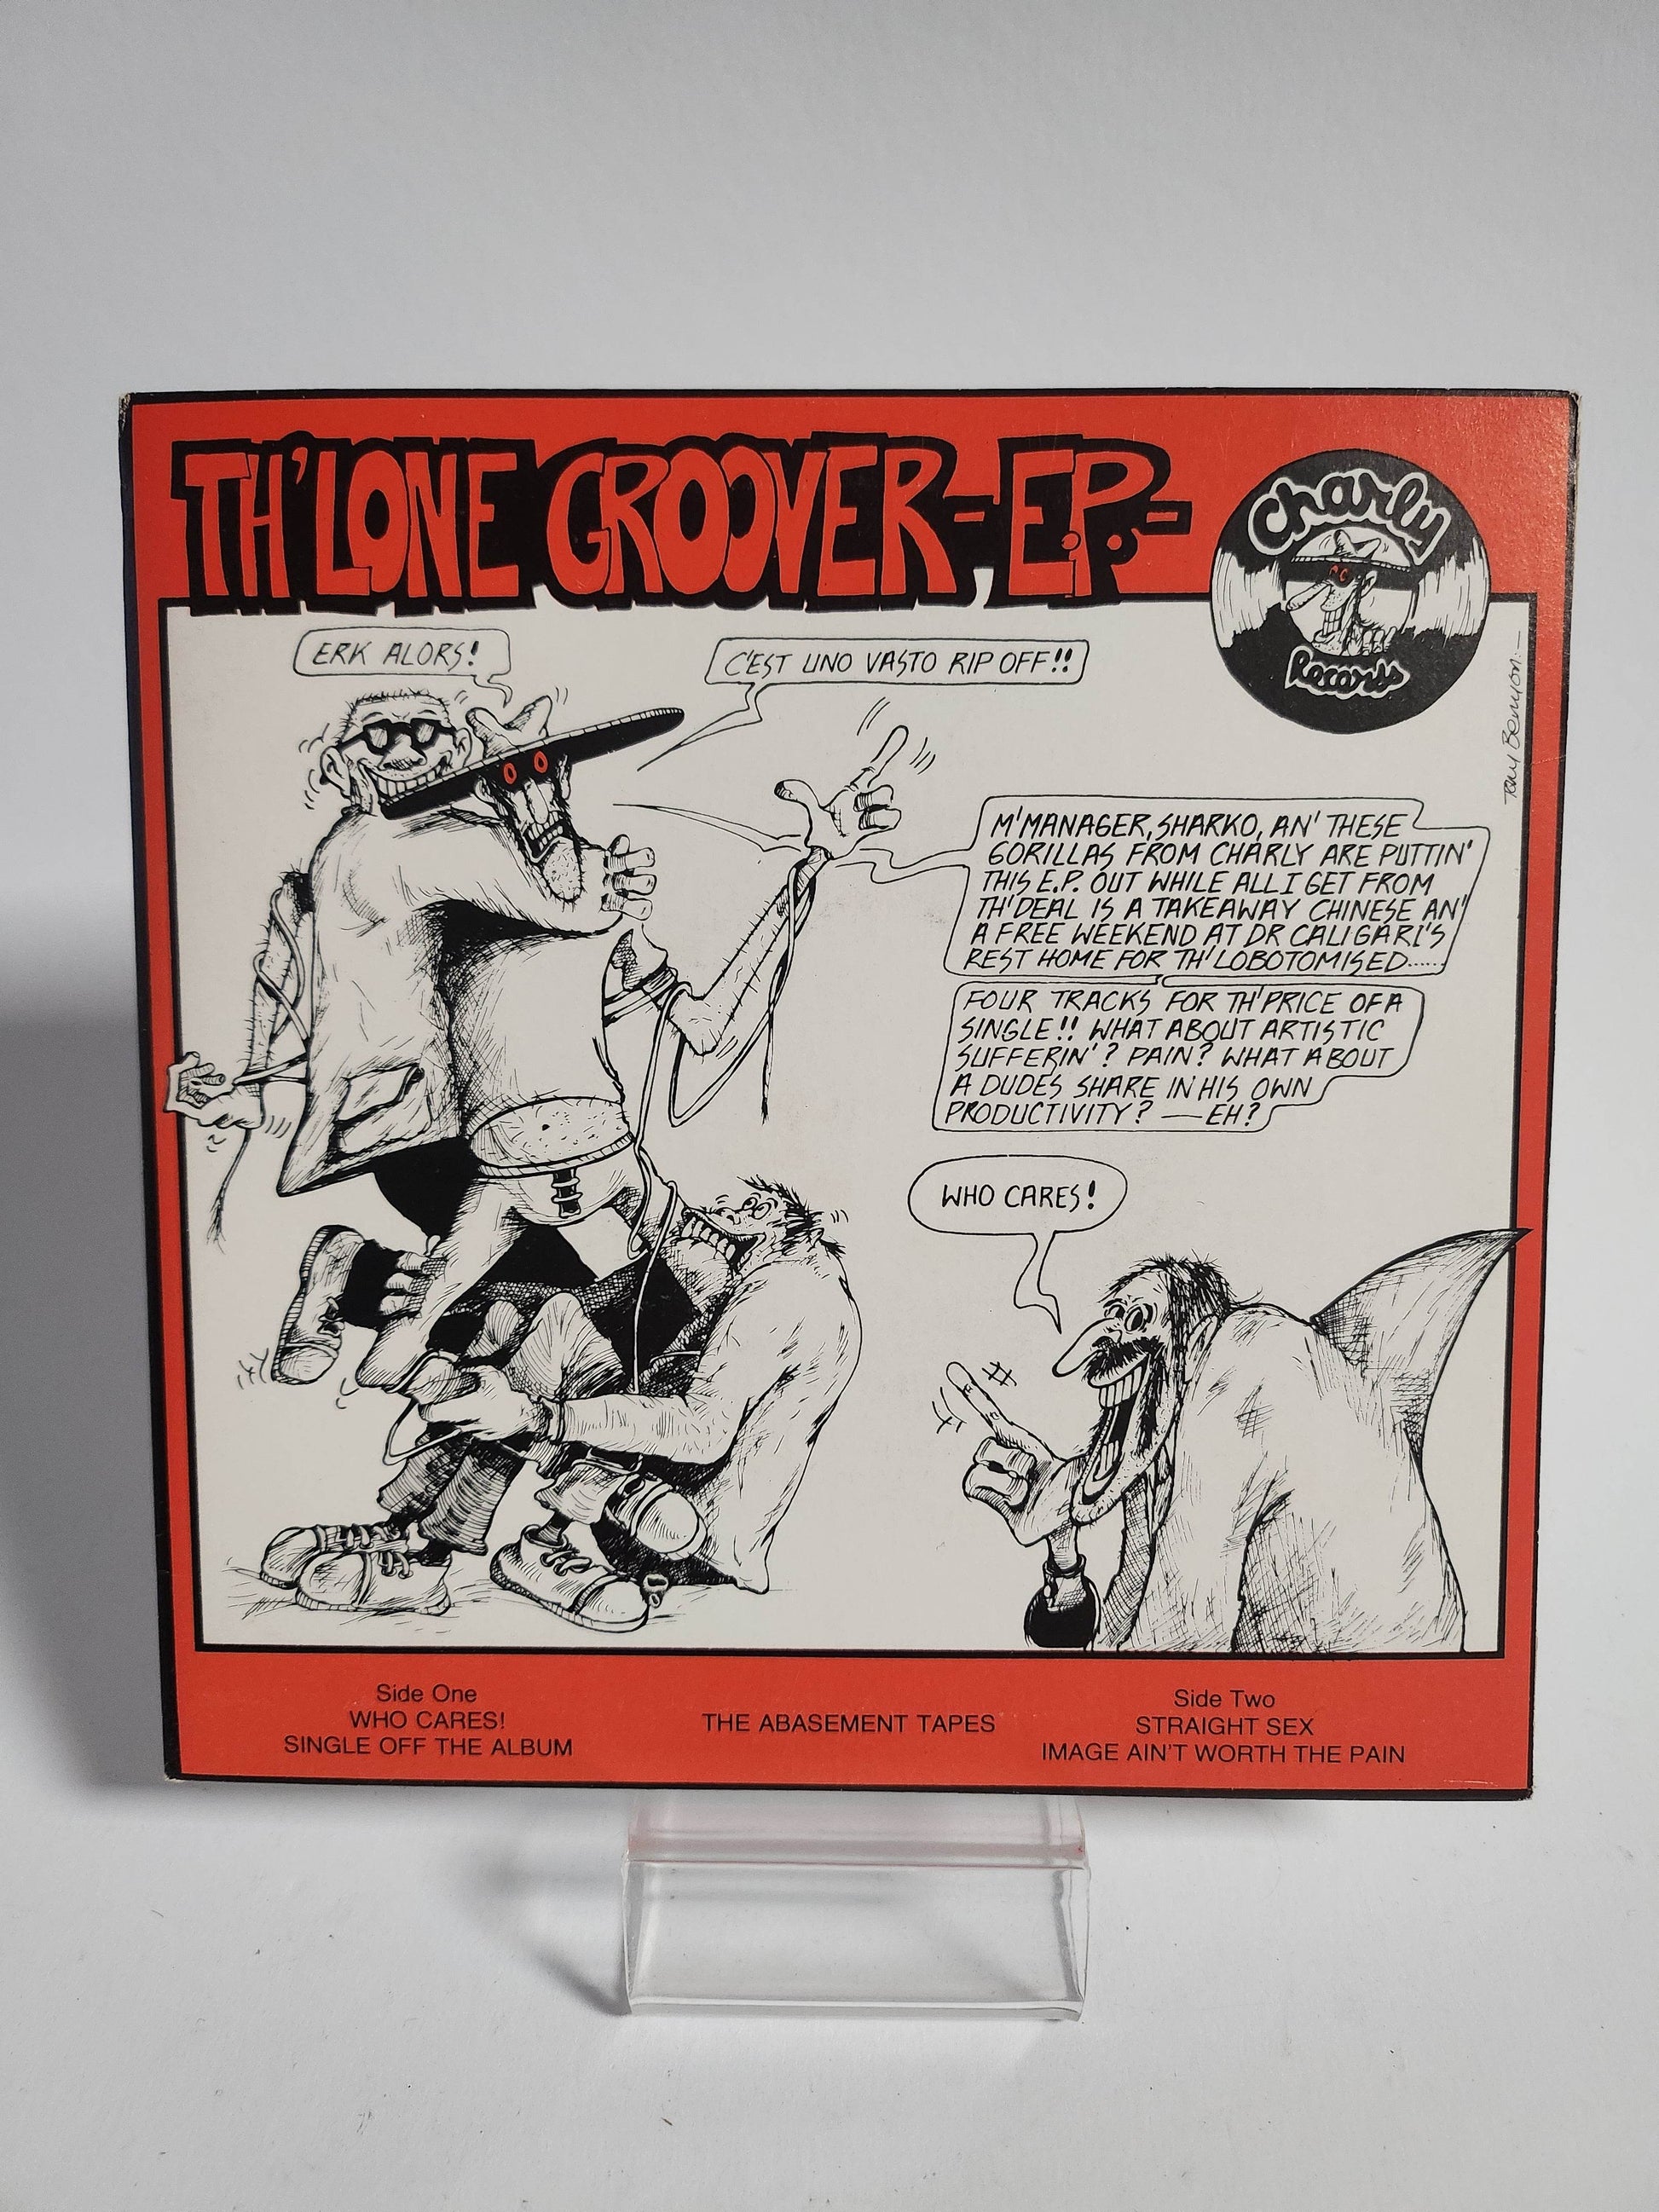 TH'LONE GROOVER-E.P.-
Charly
Records
Tony Benyon.—
ERK ALORS!
C'EST UNO VASTO RIP OFF!!
M'MANAGER, SHARKO, AN' THESE
GORILLAS FROM CHARLY ARE PUTTIN'
THIS E.P. OUT WHILE ALL I GET FROM
TH'DEAL IS A TAKEAWAY CHINESE AN'
A FREE WEEKEND AT DR CALIGARI'S
REST HOME FOR TH'LOBOTOMISED......
FOUR TRACKS FOR TH'PRICE OF A
SINGLE!! WHAT ABOUT ARTISTIC
SUFFERIN'? PAIN? WHAT ABOUT
A DUDE'S SHARE IN HIS OWN
PRODUCTIVITY? — EH?
WHO CARES!
Side One
WHO CARES!
SINGLE OFF THE ALBUM
THE ABASEMENT TAPES
Side Two
STRAIGHT SEX
IMAGE AIN'T WORTH THE PAIN